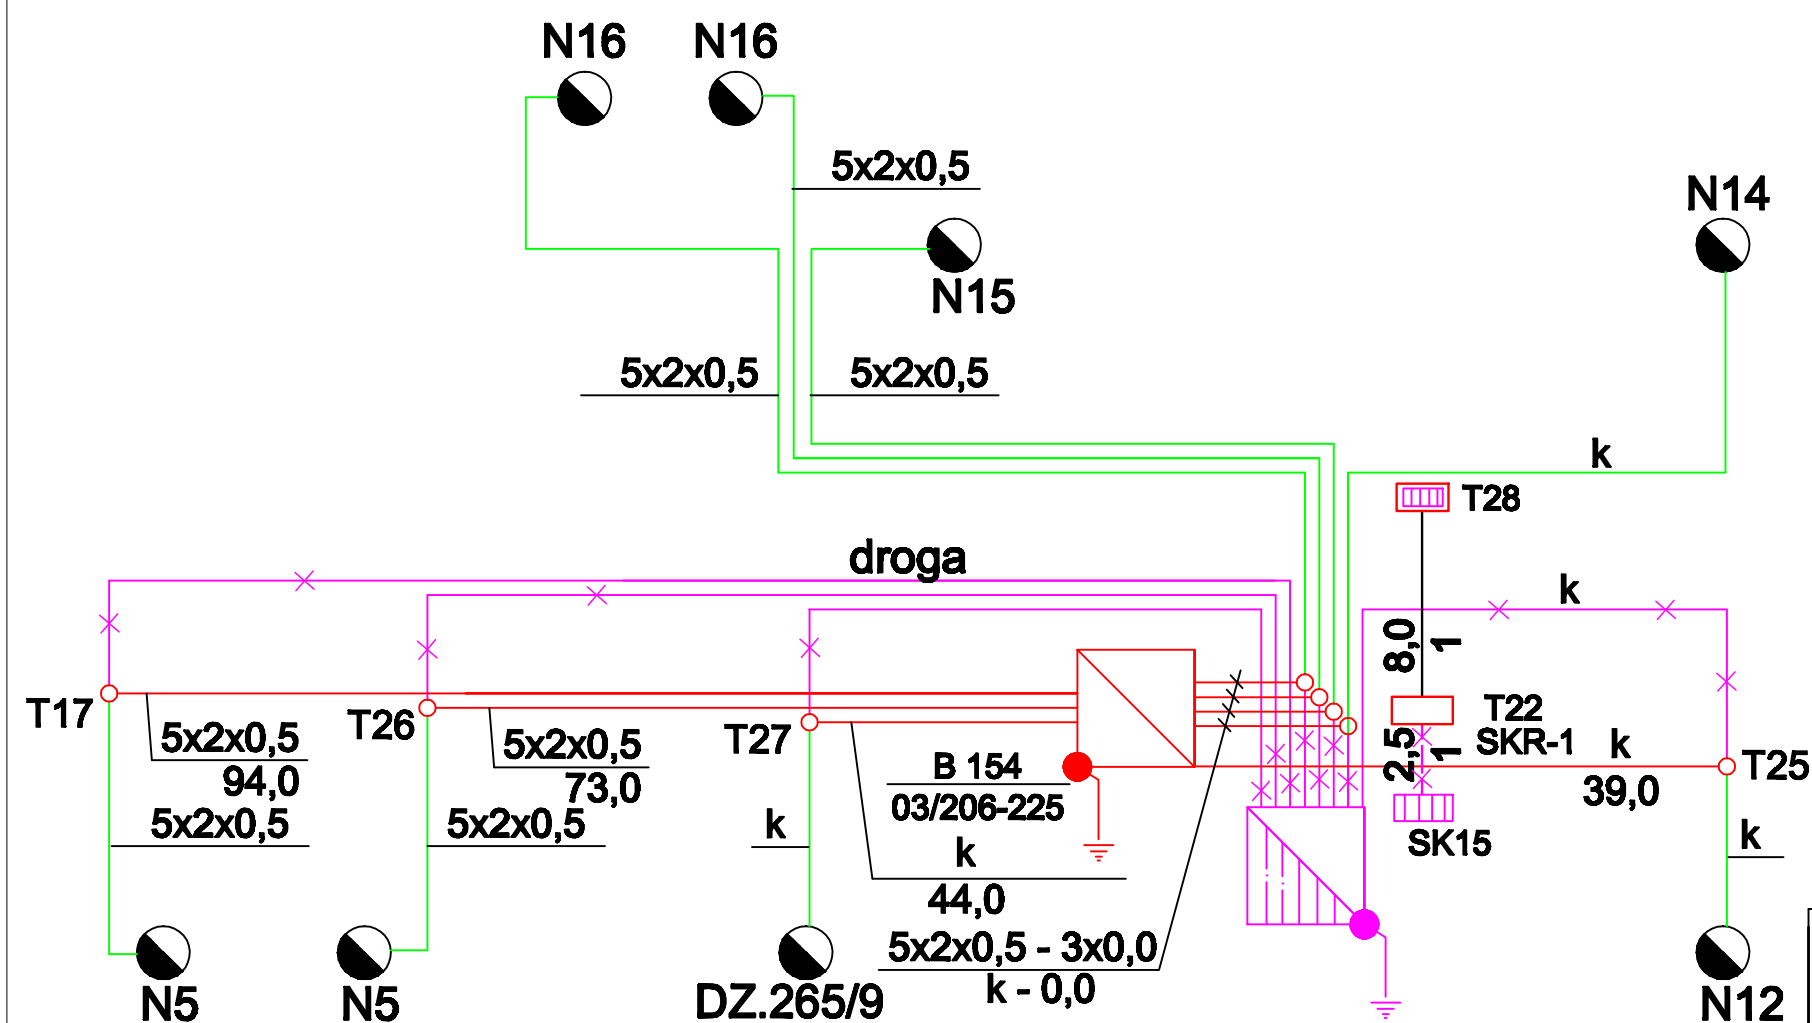 N16
N16
5x2x0,5
N14
N15
5x2x0,5
5x2x0,5
k
T28
droga
k
8,0
1
T17
5x2x0,5
94,0
5x2x0,5
T26
5x2x0,5
73,0
5x2x0,5
T27
k
B 154
03/206-225
k
44,0
5x2x0,5 - 3x0,0
k - 0,0
T22
SKR-1
2,5
1
SK15
k
39,0
T25
k
N5
N5
DZ.265/9
N12